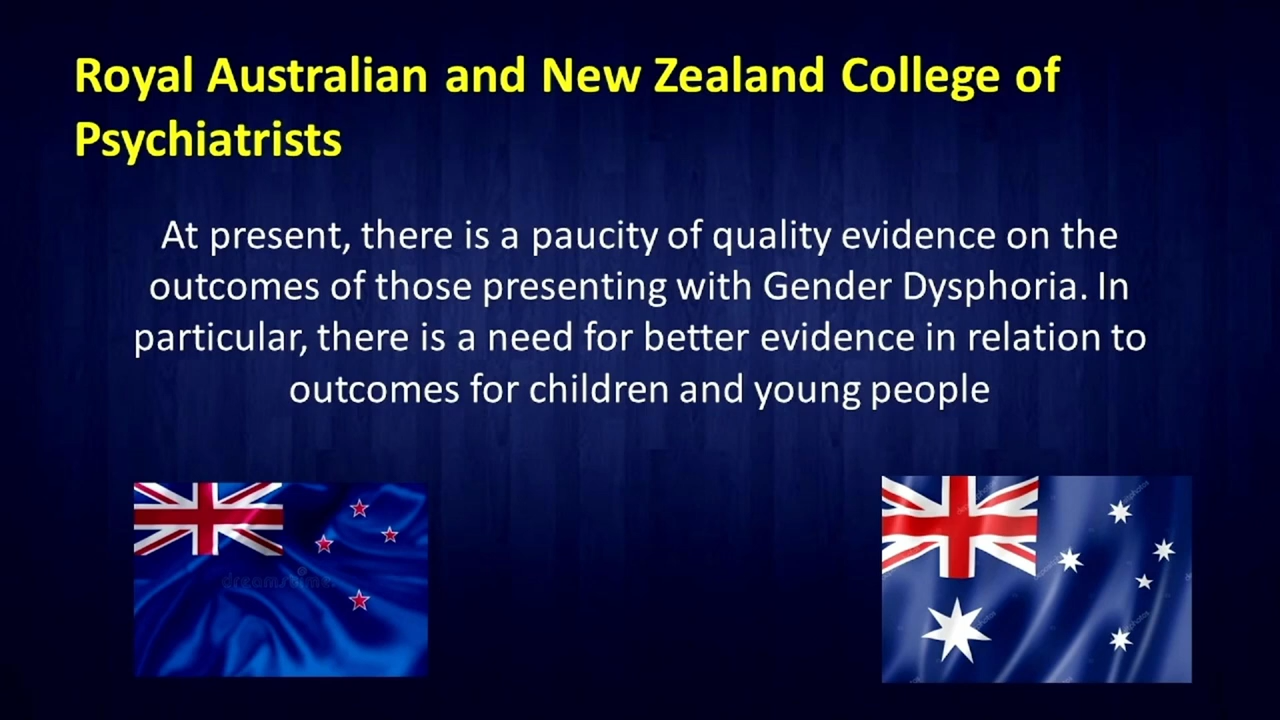 Royal Australian and New Zealand College of
Psychiatrists
At present, there is a paucity of quality evidence on the
outcomes of those presenting with Gender Dysphoria. In
particular, there is a need for better evidence in relation to
outcomes for children and young people
dreamstime